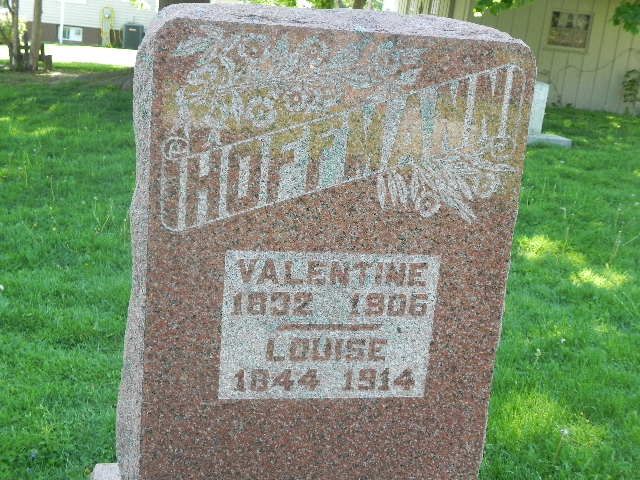 HOFFMANN
VALENTINE
1832 1906
LOUISE
1844 1914